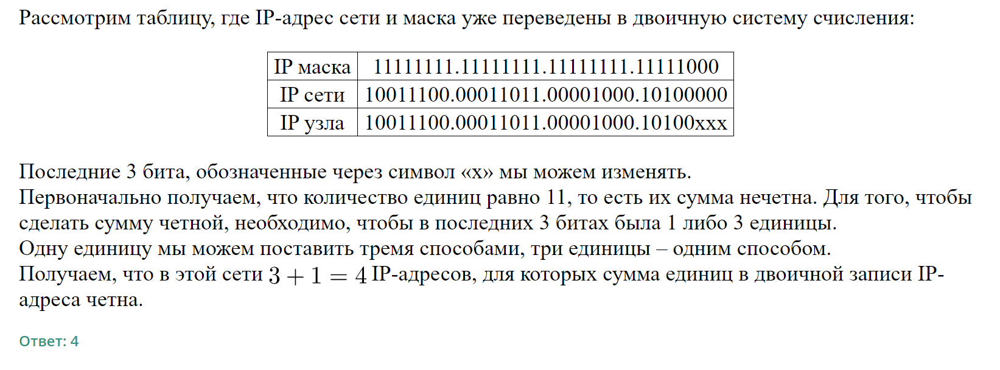 Рассмотрим таблицу, где IP-адрес сети и маска уже переведены в двоичную систему счисления:
IP маска 11111111.11111111.11111111.11111000
IP сети 10011100.00011011.00001000.10100000
IP узла 10011100.00011011.00001000.10100xxx
Последние 3 бита, обозначенные через символ «x» мы можем изменять.
Первоначально получаем, что количество единиц равно 11, то есть их сумма нечетна. Для того, чтобы
сделать сумму четной, необходимо, чтобы в последних 3 битах была 1 либо 3 единицы.
Одну единицу мы можем поставить тремя способами, три единицы – одним способом.
Получаем, что в этой сети 3 + 1 = 4 IP-адресов, для которых сумма единиц в двоичной записи IP-
адреса четна.
Ответ: 4